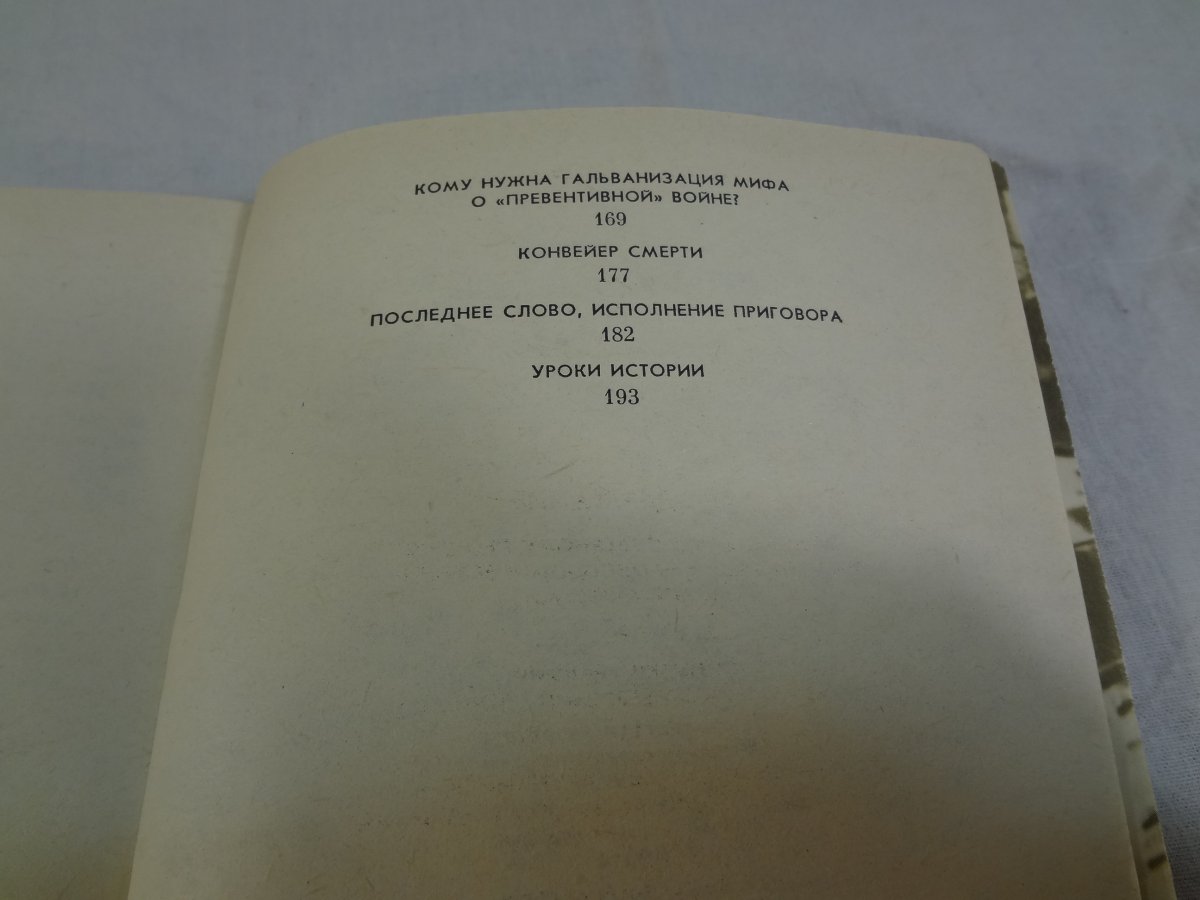 КОМУ НУЖНА ГАЛЬВАНИЗАЦИЯ МИФА
О «ПРЕВЕНТИВНОЙ» ВОЙНЕ?
169
КОНВЕЙЕР СМЕРТИ
177
ПОСЛЕДНЕЕ СЛОВО, ИСПОЛНЕНИЕ ПРИГОВОРА
182
УРОКИ ИСТОРИИ
193